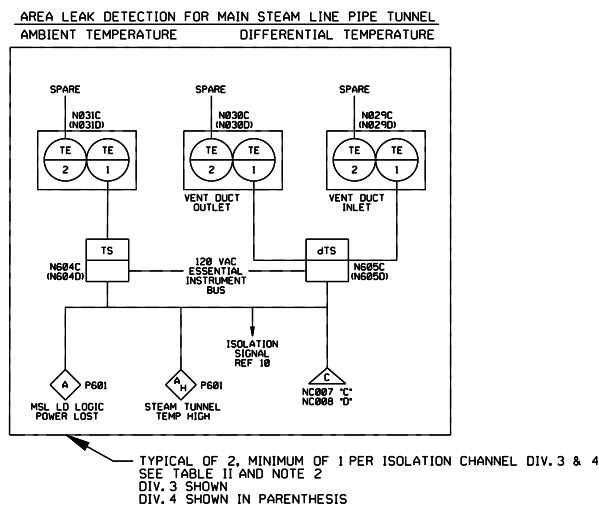 AREA LEAK DETECTION FOR MAIN STEAM LINE PIPE TUNNEL
AMBIENT TEMPERATURE DIFFERENTIAL TEMPERATURE
SPARE SPARE SPARE
N031C N030C N029C
(N031D) (N030D) (N029D)
TE TE TE TE TE TE
2 1 2 1 2 1
VENT DUCT VENT DUCT
OUTLET INLET
TS dTS
120 VAC
ESSENTIAL
INSTRUMENT
BUS
N604C N605C
(N604D) (N605D)
ISOLATION
SIGNAL
REF 10
A P601 AH P601 C
MSL LD LOGIC
POWER LOST
STEAM TUNNEL
TEMP HIGH
NC007 "C"
NC008 "D"
TYPICAL OF 2, MINIMUM OF 1 PER ISOLATION CHANNEL DIV. 3 & 4
SEE TABLE II AND NOTE 2
DIV. 3 SHOWN
DIV. 4 SHOWN IN PARENTHESIS